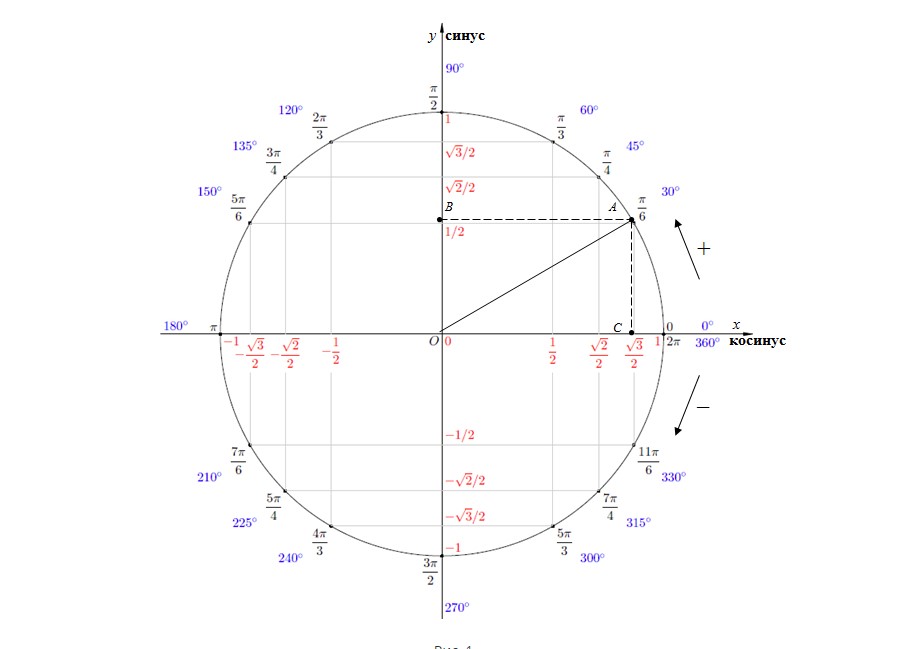 y синус
90°
π/2
120° 2π/3 π/3 60°
1
135° 3π/4 π/4 45°
√3/2
150° 5π/6 √2/2 π/6 30°
B A
1/2
+
180° π C 0 0° x
O 0 2π 360° косинус
−1 −√3/2 −√2/2 −1/2 1/2 √2/2 √3/2 1
−
−1/2
7π/6 11π/6
210° −√2/2 330°
5π/4 7π/4
225° −√3/2 315°
4π/3 5π/3
240° −1 300°
3π/2
270°